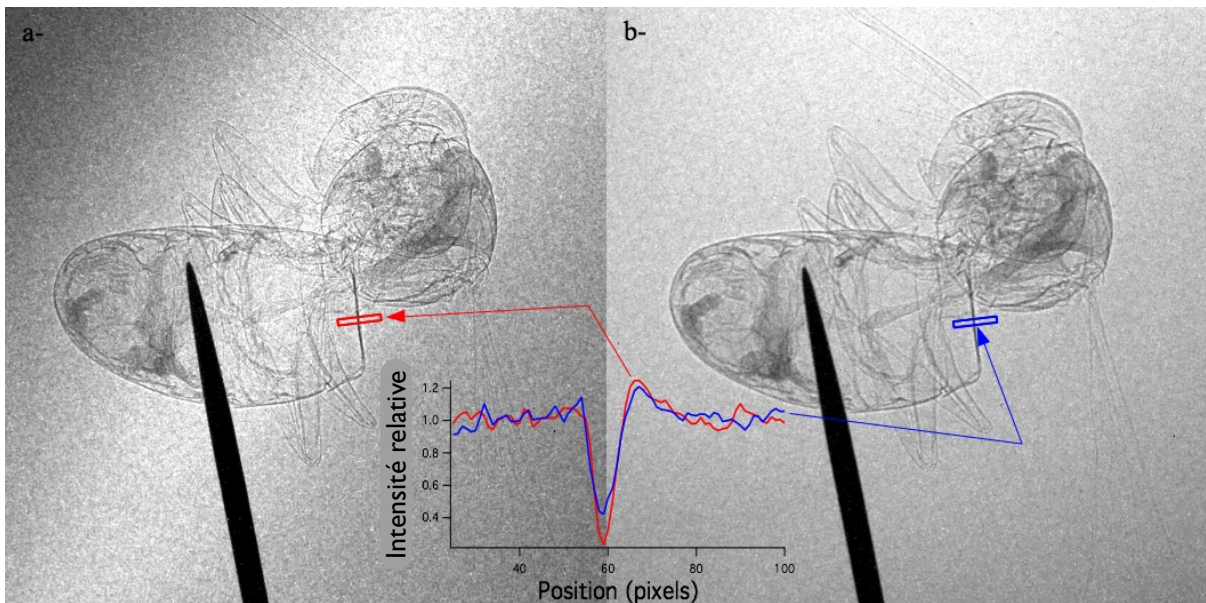 a-
b-
Intensité relative
1.2
1.0
0.8
0.6
0.4
40
60
80
100
Position (pixels)